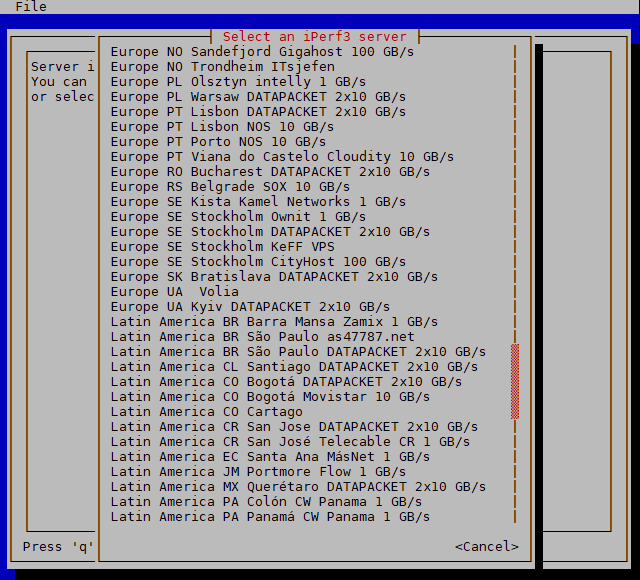 File
Select an iPerf3 server
Server i
You can
or selec
Europe NO Sandefjord Gigahost 100 GB/s
Europe NO Trondheim ITsjefen
Europe PL Olsztyn intelly 1 GB/s
Europe PL Warsaw DATAPACKET 2x10 GB/s
Europe PT Lisbon DATAPACKET 2x10 GB/s
Europe PT Lisbon NOS 10 GB/s
Europe PT Porto NOS 10 GB/s
Europe PT Viana do Castelo Cloudity 10 GB/s
Europe RO Bucharest DATAPACKET 2x10 GB/s
Europe RS Belgrade SOX 10 GB/s
Europe SE Kista Kamel Networks 1 GB/s
Europe SE Stockholm Ownit 1 GB/s
Europe SE Stockholm DATAPACKET 2x10 GB/s
Europe SE Stockholm KeFF VPS
Europe SE Stockholm CityHost 100 GB/s
Europe SK Bratislava DATAPACKET 2x10 GB/s
Europe UA  Volia
Europe UA Kyiv DATAPACKET 2x10 GB/s
Latin America BR Barra Mansa Zamix 1 GB/s
Latin America BR São Paulo as47787.net
Latin America BR São Paulo DATAPACKET 2x10 GB/s
Latin America CL Santiago DATAPACKET 2x10 GB/s
Latin America CO Bogotá DATAPACKET 2x10 GB/s
Latin America CO Bogotá Movistar 10 GB/s
Latin America CO Cartago
Latin America CR San Jose DATAPACKET 2x10 GB/s
Latin America CR San José Telecable CR 1 GB/s
Latin America EC Santa Ana MásNet 1 GB/s
Latin America JM Portmore Flow 1 GB/s
Latin America MX Querétaro DATAPACKET 2x10 GB/s
Latin America PA Colón CW Panama 1 GB/s
Latin America PA Panamá CW Panama 1 GB/s
Press 'q'
<Cancel>